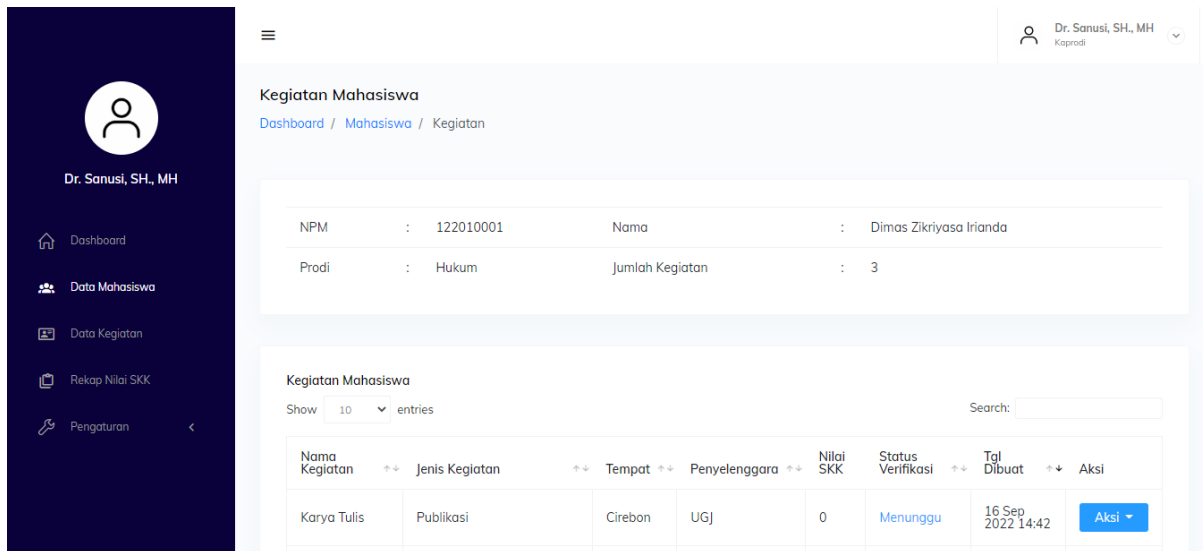 Dr. Sanusi, SH., MH
Kaprodi
Dr. Sanusi, SH., MH
Dashboard
Data Mahasiswa
Data Kegiatan
Rekap Nilai SKK
Pengaturan
Kegiatan Mahasiswa
Dashboard / Mahasiswa / Kegiatan
NPM : 122010001 Nama : Dimas Zikriyasa Irianda
Prodi : Hukum Jumlah Kegiatan : 3
Kegiatan Mahasiswa
Show 10 entries Search:
Nama Kegiatan Jenis Kegiatan Tempat Penyelenggara Nilai SKK Status Verifikasi Tgl Dibuat Aksi
Karya Tulis Publikasi Cirebon UGJ 0 Menunggu 16 Sep 2022 14:42 Aksi